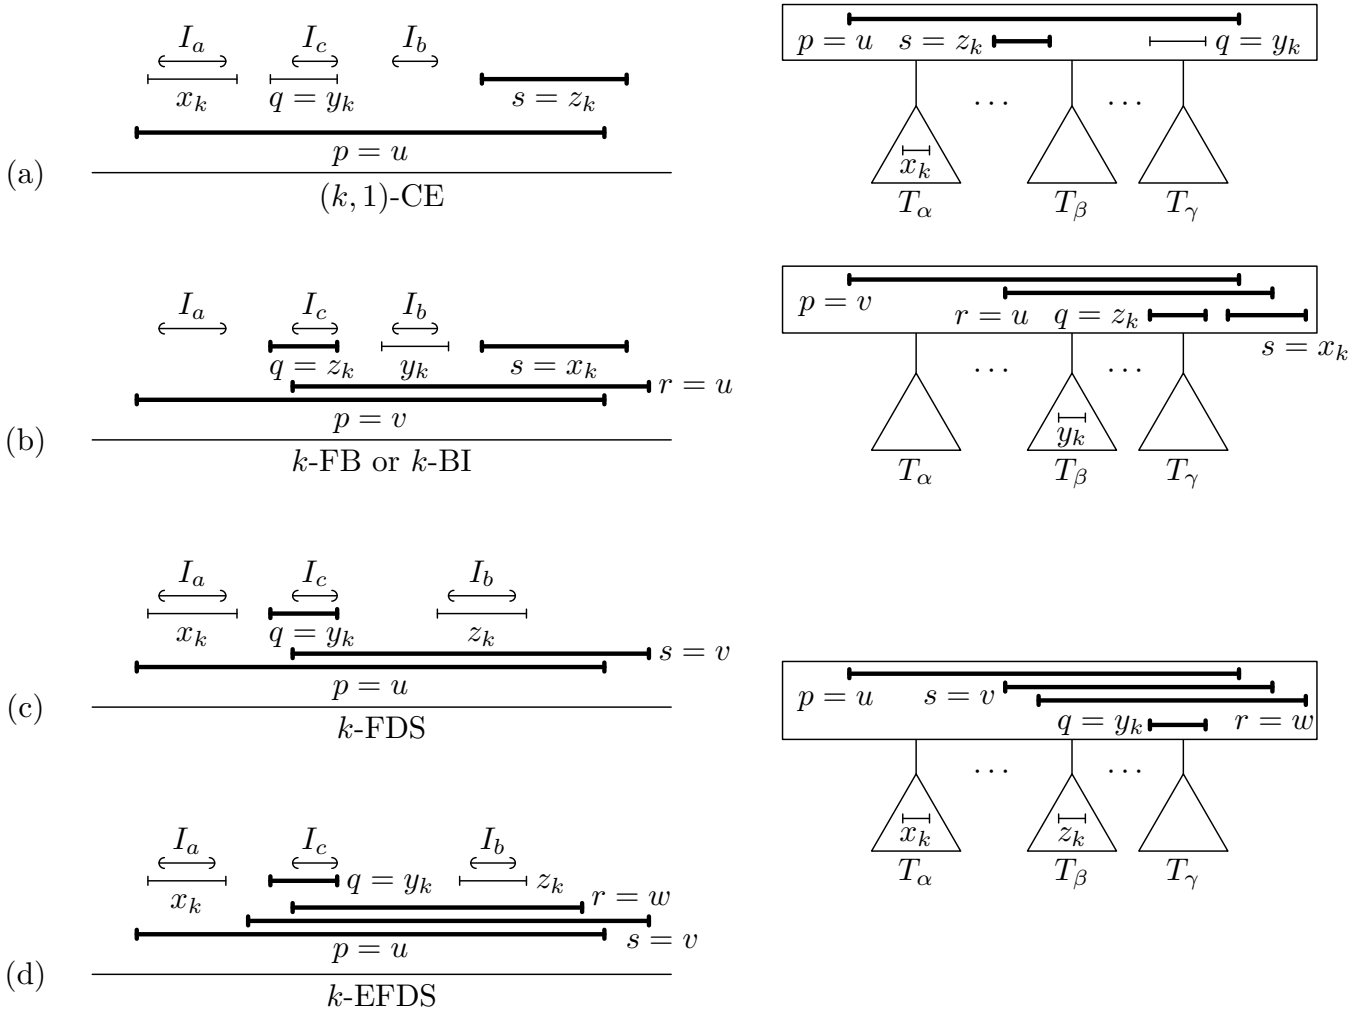 I_a I_c I_b
x_k q = y_k s = z_k
p = u
(a)
(k, 1)-CE
p = u s = z_k q = y_k
... ...
x_k
T_α T_β T_γ
I_a I_c I_b
q = z_k y_k s = x_k
r = u
p = v
(b)
k-FB or k-BI
p = v
r = u q = z_k
s = x_k
... ...
y_k
T_α T_β T_γ
I_a I_c I_b
x_k q = y_k z_k
s = v
p = u
(c)
k-FDS
p = u s = v
q = y_k r = w
... ...
x_k z_k
T_α T_β T_γ
I_a I_c I_b
x_k q = y_k z_k
r = w
p = u s = v
(d)
k-EFDS